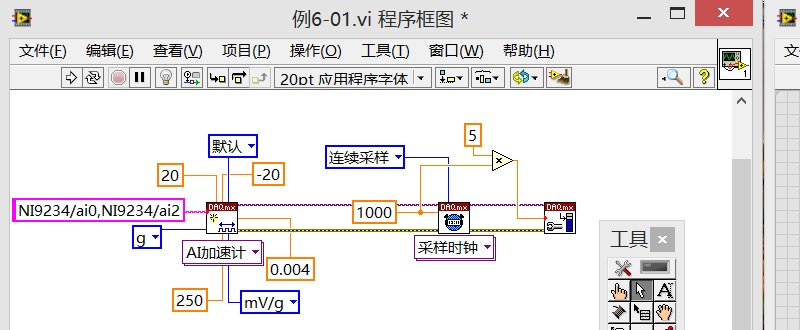 例6-01.vi 程序框图 *
文件(F) 编辑(E) 查看(V) 项目(P) 操作(O) 工具(T) 窗口(W) 帮助(H)
20pt 应用程序字体
1
默认
20
-20
NI9234/ai0,NI9234/ai2
g
DAQmx
AI加速计
0.004
250
mV/g
连续采样
5
1000
DAQmx
采样时钟
DAQmx
工具